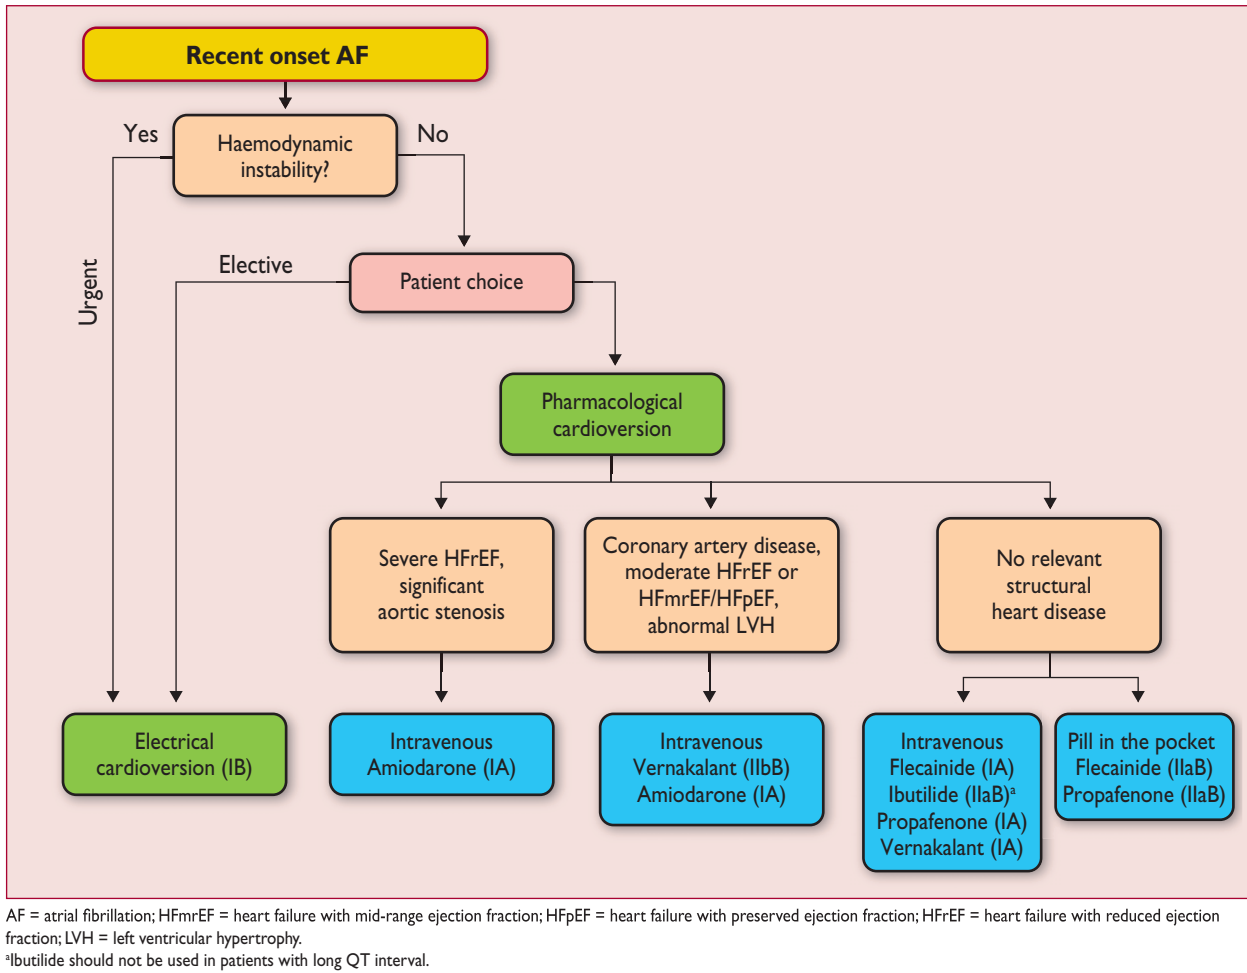 Recent onset AF
Yes
Haemodynamic
instability?
No
Urgent
Elective
Patient choice
Pharmacological
cardioversion
Severe HFrEF,
significant
aortic stenosis
Coronary artery disease,
moderate HFrEF or
HFmrEF/HFpEF,
abnormal LVH
No relevant
structural
heart disease
Electrical
cardioversion (IB)
Intravenous
Amiodarone (IA)
Intravenous
Vernakalant (IIbB)
Amiodarone (IA)
Intravenous
Flecainide (IA)
Ibutilide (IIaB)ª
Propafenone (IA)
Vernakalant (IA)
Pill in the pocket
Flecainide (IIaB)
Propafenone (IIaB)
AF = atrial fibrillation; HFmrEF = heart failure with mid-range ejection fraction; HFpEF = heart failure with preserved ejection fraction; HFrEF = heart failure with reduced ejection
fraction; LVH = left ventricular hypertrophy.
ªIbutilide should not be used in patients with long QT interval.